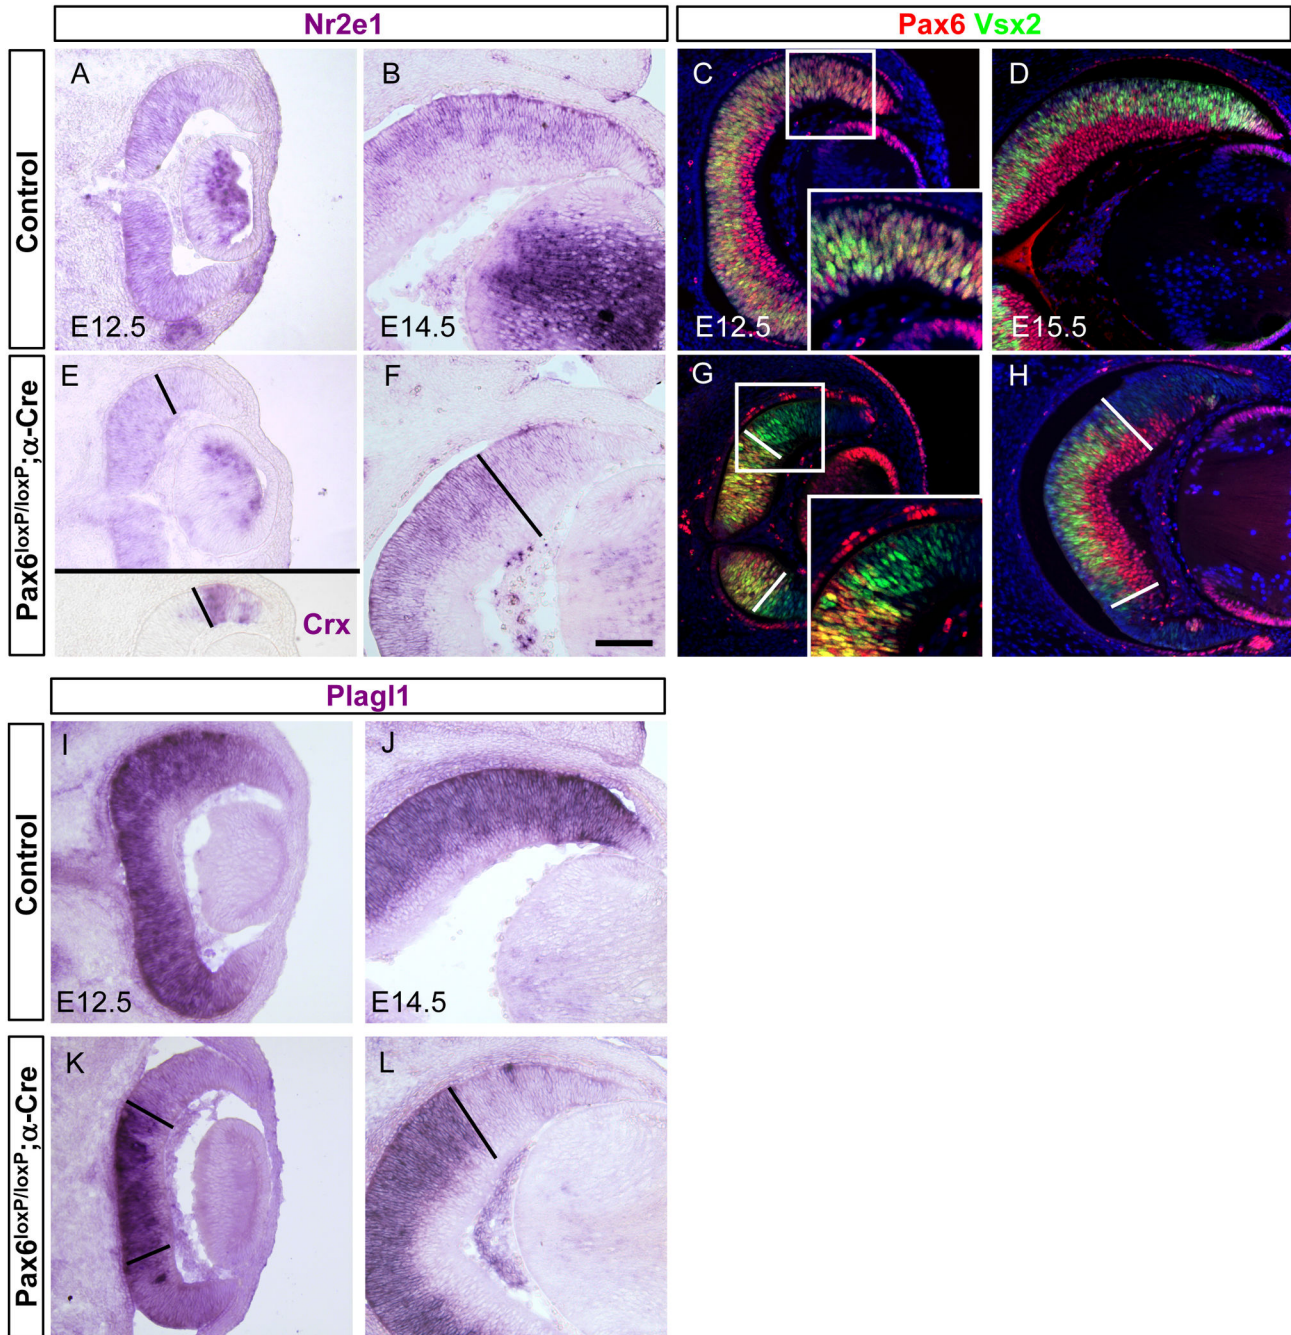 Nr2e1
Pax6 Vsx2
Control
A
E12.5
B
E14.5
C
E12.5
D
E15.5
Pax6loxP/loxP;α-Cre
E
Crx
F
G
H
Plagl1
Control
I
E12.5
J
E14.5
Pax6loxP/loxP;α-Cre
K
L